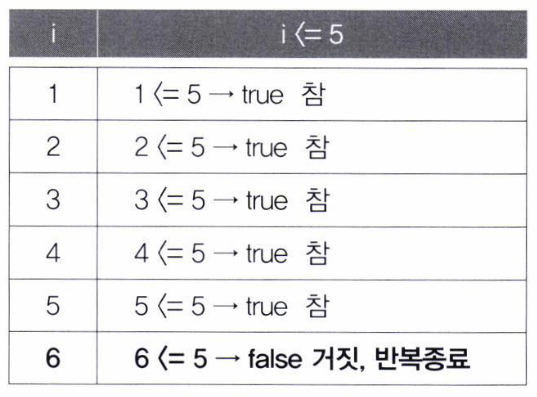 i i <= 5
1 1 <= 5 → true 참
2 2 <= 5 → true 참
3 3 <= 5 → true 참
4 4 <= 5 → true 참
5 5 <= 5 → true 참
6 6 <= 5 → false 거짓, 반복종료